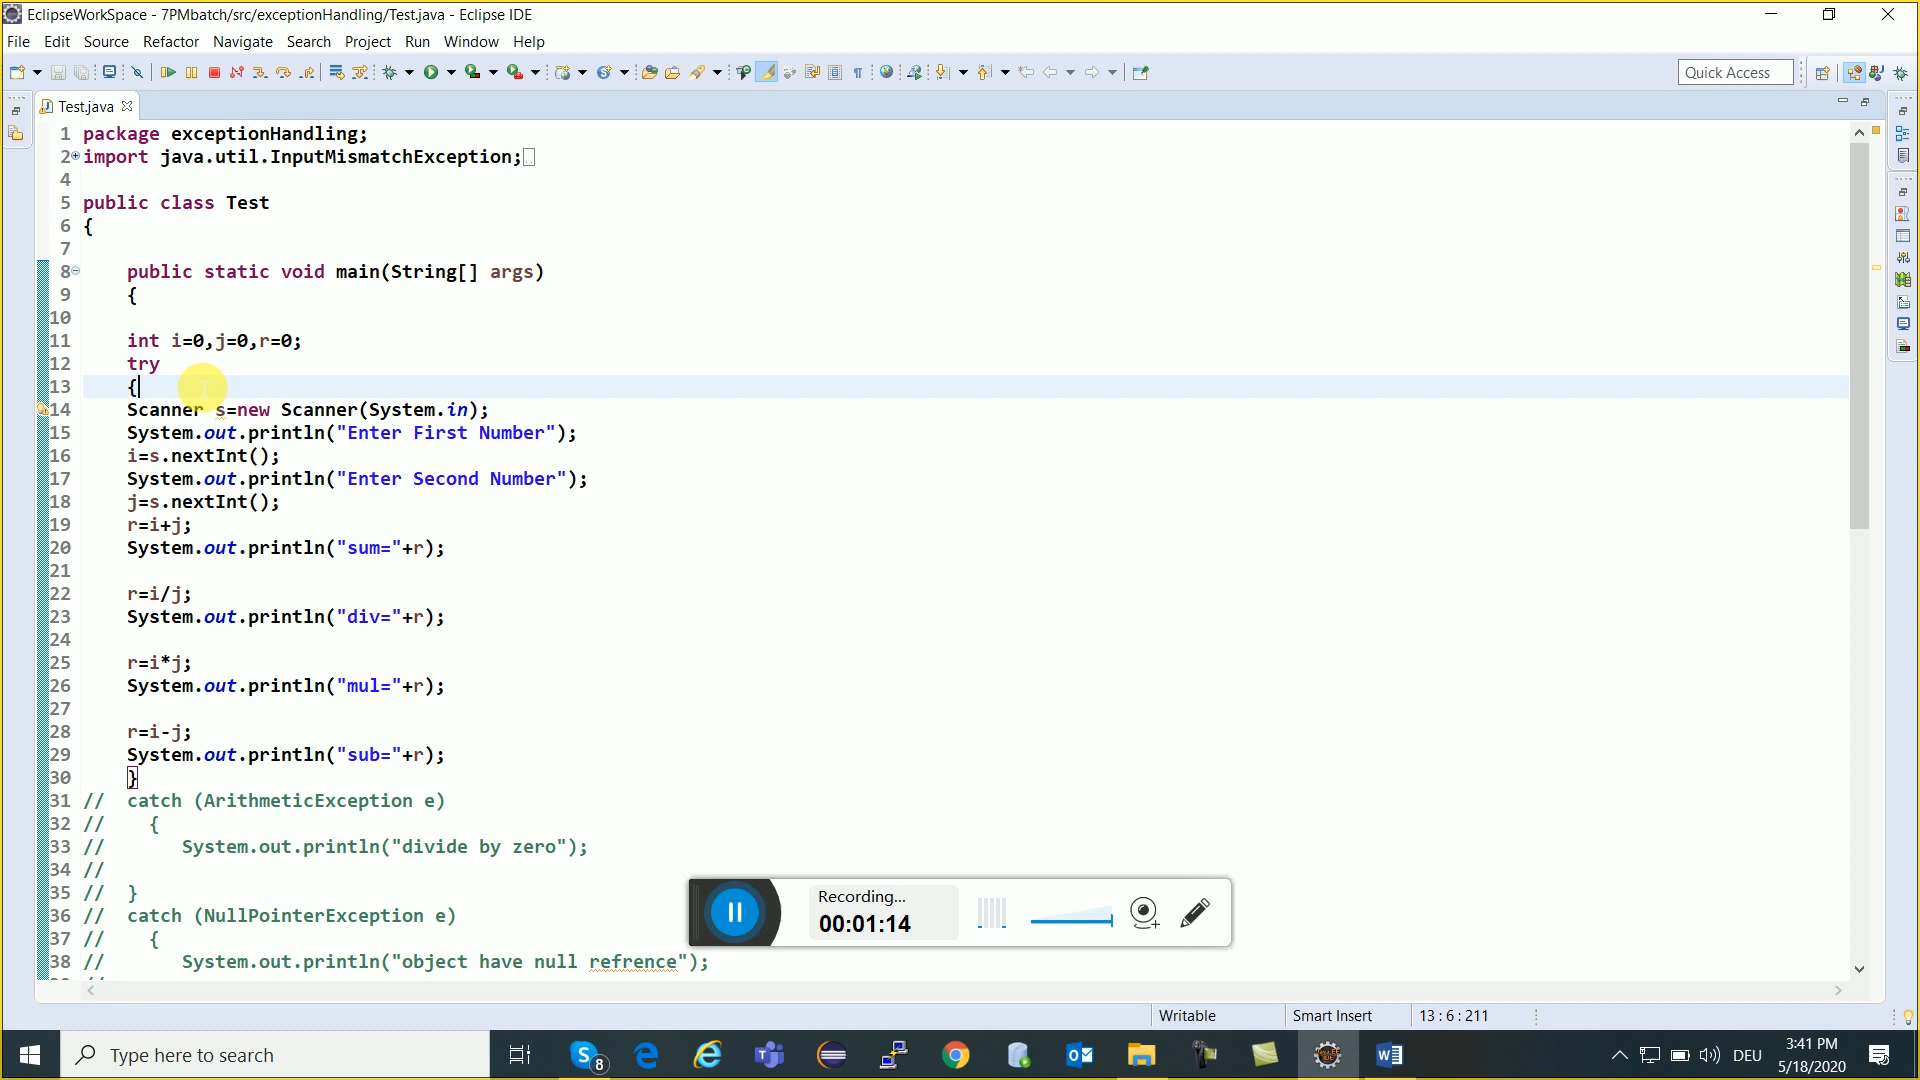 EclipseWorkSpace - 7PMbatch/src/exceptionHandling/Test.java - Eclipse IDE
File Edit Source Refactor Navigate Search Project Run Window Help
Quick Access
Test.java
1 package exceptionHandling;
2 import java.util.InputMismatchException;
4
5 public class Test
6 {
7
8 public static void main(String[] args)
9 {
10
11 int i=0,j=0,r=0;
12 try
13 {
14 Scanner s=new Scanner(System.in);
15 System.out.println("Enter First Number");
16 i=s.nextInt();
17 System.out.println("Enter Second Number");
18 j=s.nextInt();
19 r=i+j;
20 System.out.println("sum="+r);
21
22 r=i/j;
23 System.out.println("div="+r);
24
25 r=i*j;
26 System.out.println("mul="+r);
27
28 r=i-j;
29 System.out.println("sub="+r);
30 }
31 // catch (ArithmeticException e)
32 // {
33 // System.out.println("divide by zero");
34 //
35 // }
36 // catch (NullPointerException e)
37 // {
38 // System.out.println("object have null refrence");
Recording...
00:01:14
Writable Smart Insert 13 : 6 : 211
Type here to search
8
DEU
3:41 PM
5/18/2020